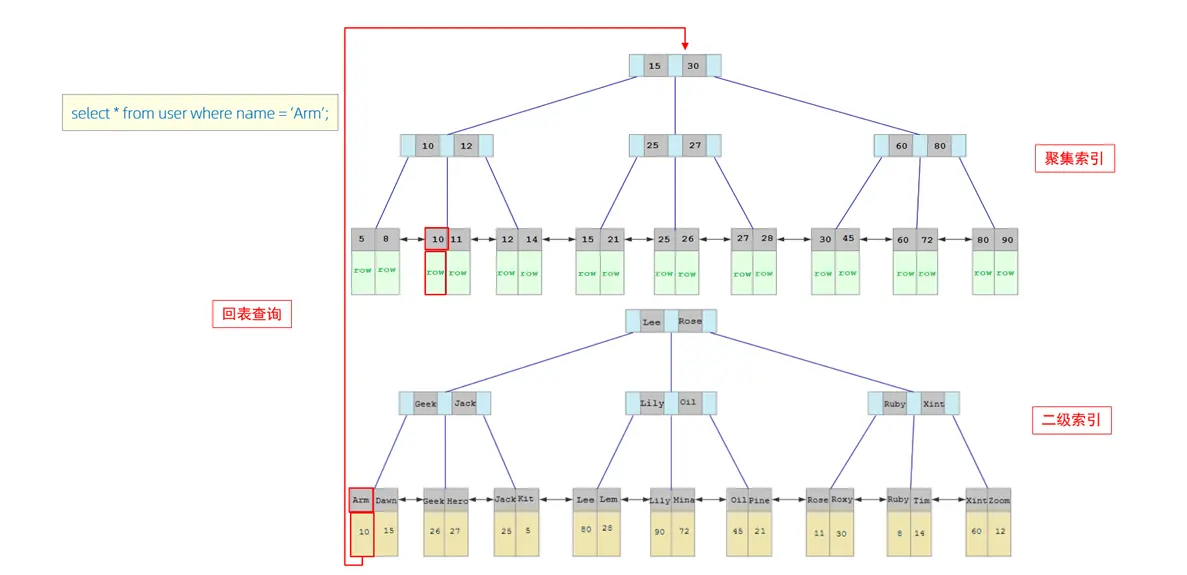 15 30
select * from user where name = ‘Arm’;
10 12
25 27
60 80
聚集索引
5 8 10 11 12 14 15 21 25 26 27 28 30 45 60 72 80 90
row row row row row row row row row row row row row row row row row row
回表查询
Lee Rose
Geek Jack
Lily Oil
Ruby Xint
二级索引
Arm Dawn Geek Hero Jack Kit Lee Lem Lily Mina Oil Pine Rose Roxy Ruby Tim Xint Zoom
10 15 26 27 25 5 80 28 90 72 45 21 11 30 8 14 60 12